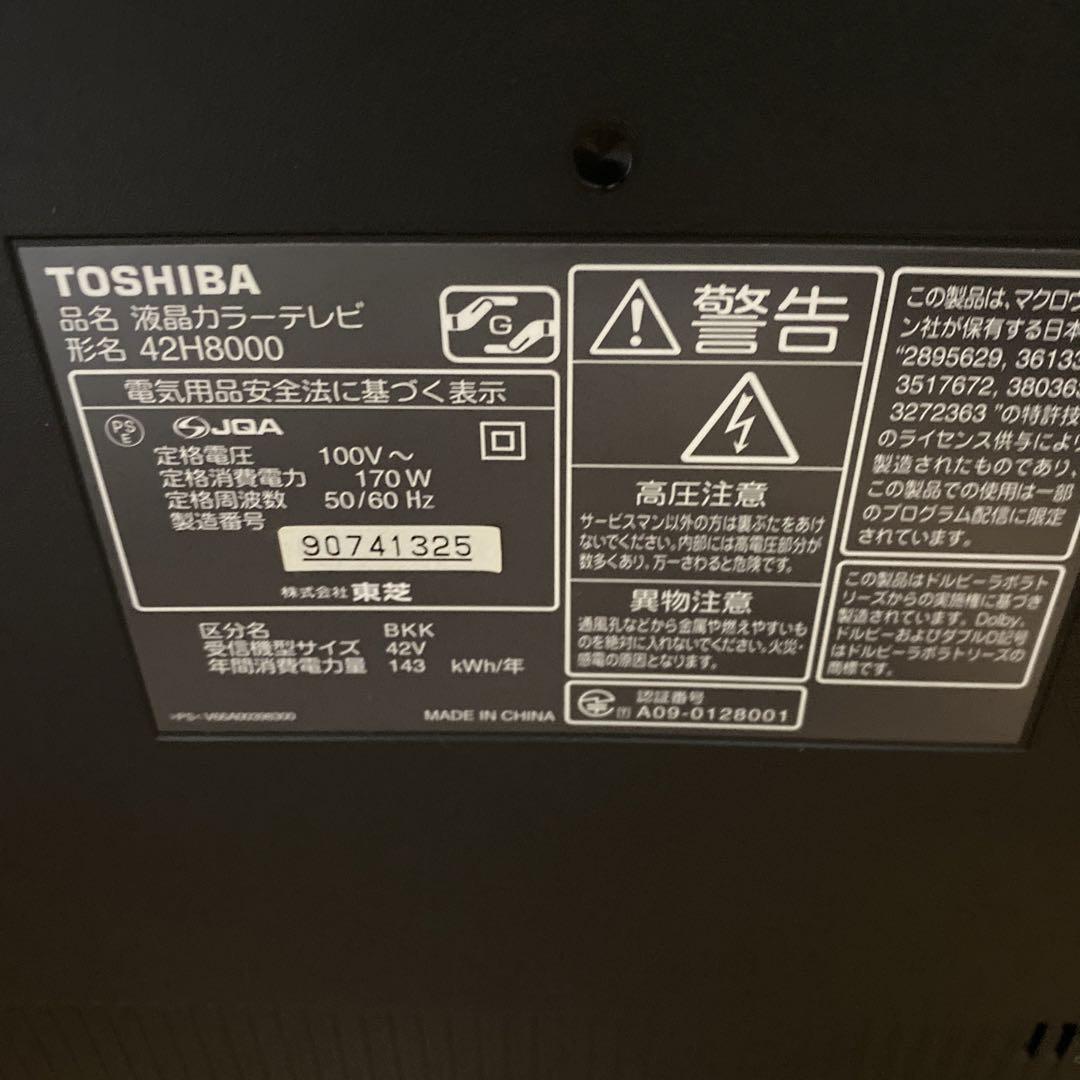 TOSHIBA
品名 液晶カラーテレビ
形名 42H8000
G
電気用品安全法に基づく表示
PS
E
JQA
定格電圧 100V～
定格消費電力 170W
定格周波数 50/60 Hz
製造番号
90741325
株式会社 東芝
区分名 BKK
受信機型サイズ 42V
年間消費電力量 143 kWh/年
>PS< V66A00098300
MADE IN CHINA
警告
高圧注意
サービスマン以外の方は裏ぶたをあけ
ないでください。内部には高電圧部分が
数多くあり、万一さわると危険です。
異物注意
通風孔などから金属や燃えやすいも
のを絶対に入れないでください。火災・
感電の原因となります。
認証番号
A09-0128001
この製品は、マクロヴ
ン社が保有する日本
"2895629, 36133
3517672, 380363
3272363 "の特許技
のライセンス供与により
製造されたものであり、
この製品での使用は一部
のプログラム配信に限定
されています。
この製品はドルビーラボラト
リーズからの実施権に基づき
製造されています。Dolby、
ドルビーおよびダブルD記号
はドルビーラボラトリーズの
商標です。